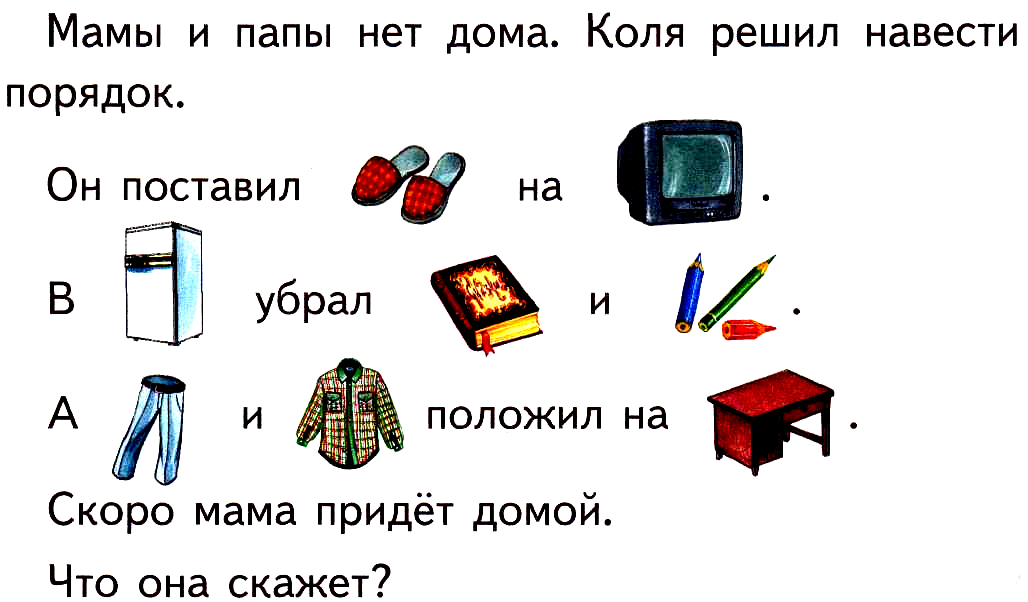 Мамы и папы нет дома. Коля решил навести
порядок.
Он поставил на .
В убрал и .
А и положил на .
Скоро мама придёт домой.
Что она скажет?